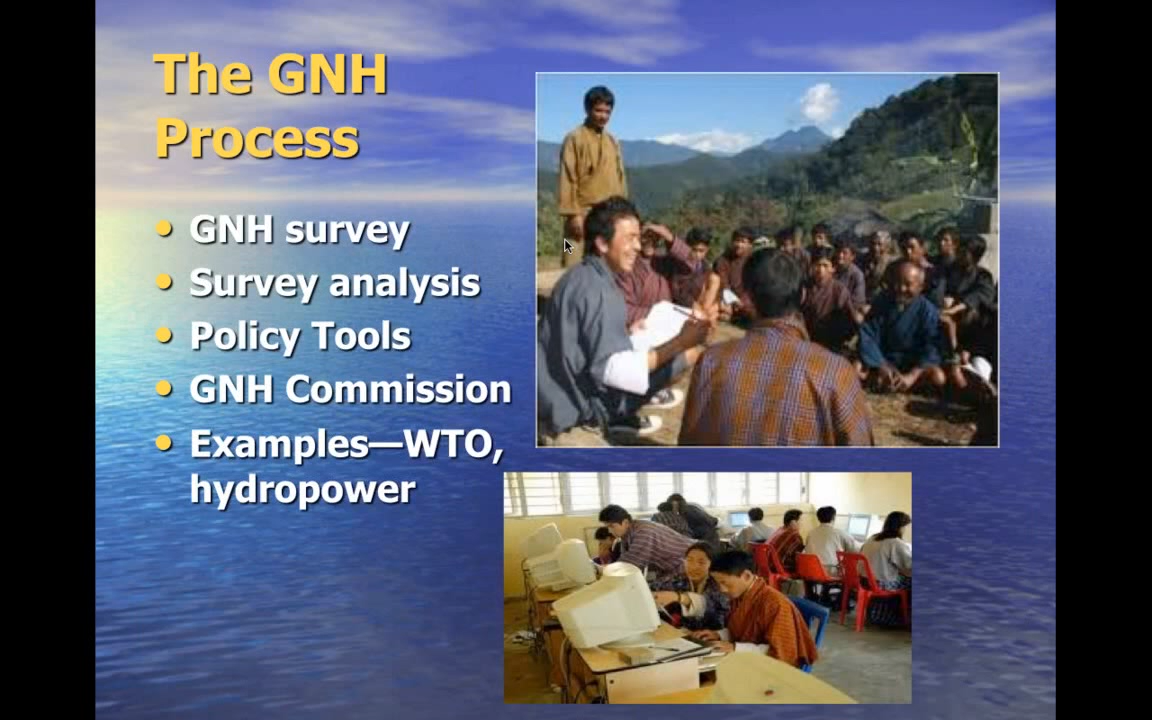 The GNH
Process
• GNH survey
• Survey analysis
• Policy Tools
• GNH Commission
• Examples—WTO,
hydropower